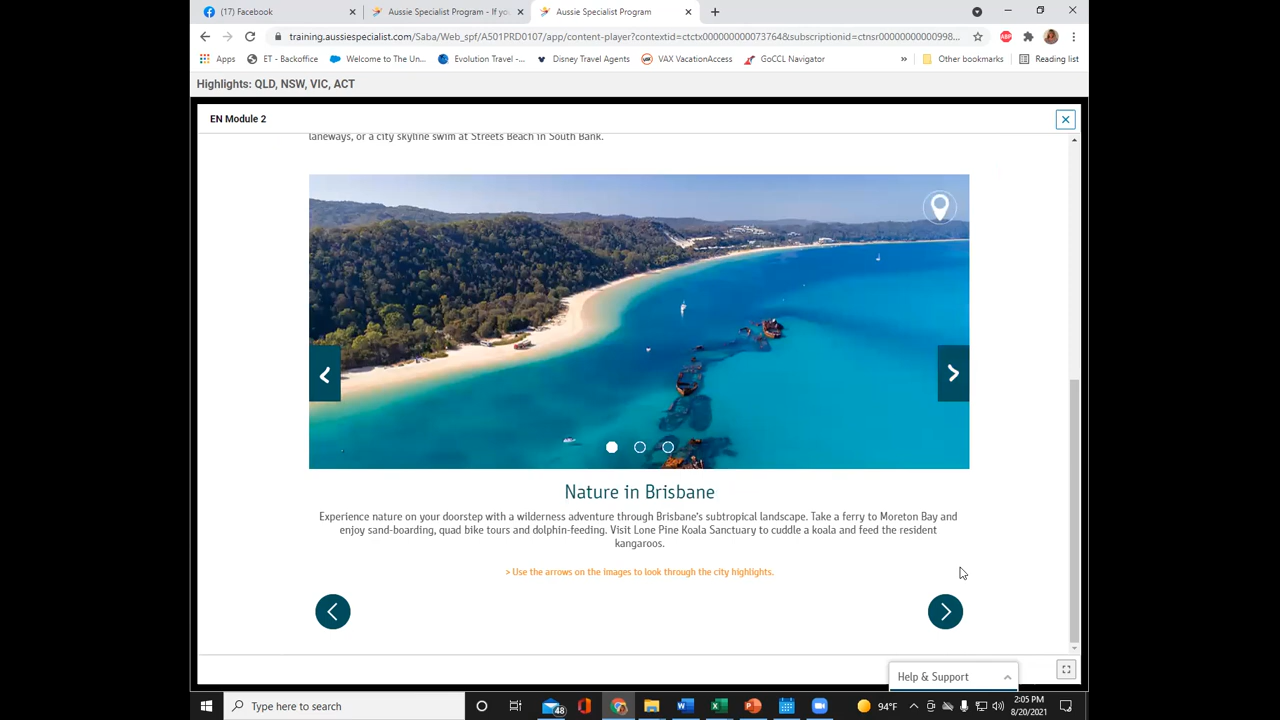 (17) Facebook
Aussie Specialist Program - If yo
Aussie Specialist Program
training.aussiespecialist.com/Saba/Web_spf/A501PRD0107/app/content-player?contextid=ctctx000000000073764&subscriptionid=ctnsr00000000000998...
Apps
ET - Backoffice
Welcome to The Un...
Evolution Travel -...
Disney Travel Agents
VAX VacationAccess
GoCCL Navigator
»
Other bookmarks
Reading list
Highlights: QLD, NSW, VIC, ACT
EN Module 2
laneways, or a city skyline swim at Streets Beach in South Bank.
Nature in Brisbane
Experience nature on your doorstep with a wilderness adventure through Brisbane's subtropical landscape. Take a ferry to Moreton Bay and
enjoy sand-boarding, quad bike tours and dolphin-feeding. Visit Lone Pine Koala Sanctuary to cuddle a koala and feed the resident
kangaroos.
> Use the arrows on the images to look through the city highlights.
Help & Support
Type here to search
48
94°F
2:05 PM
8/20/2021